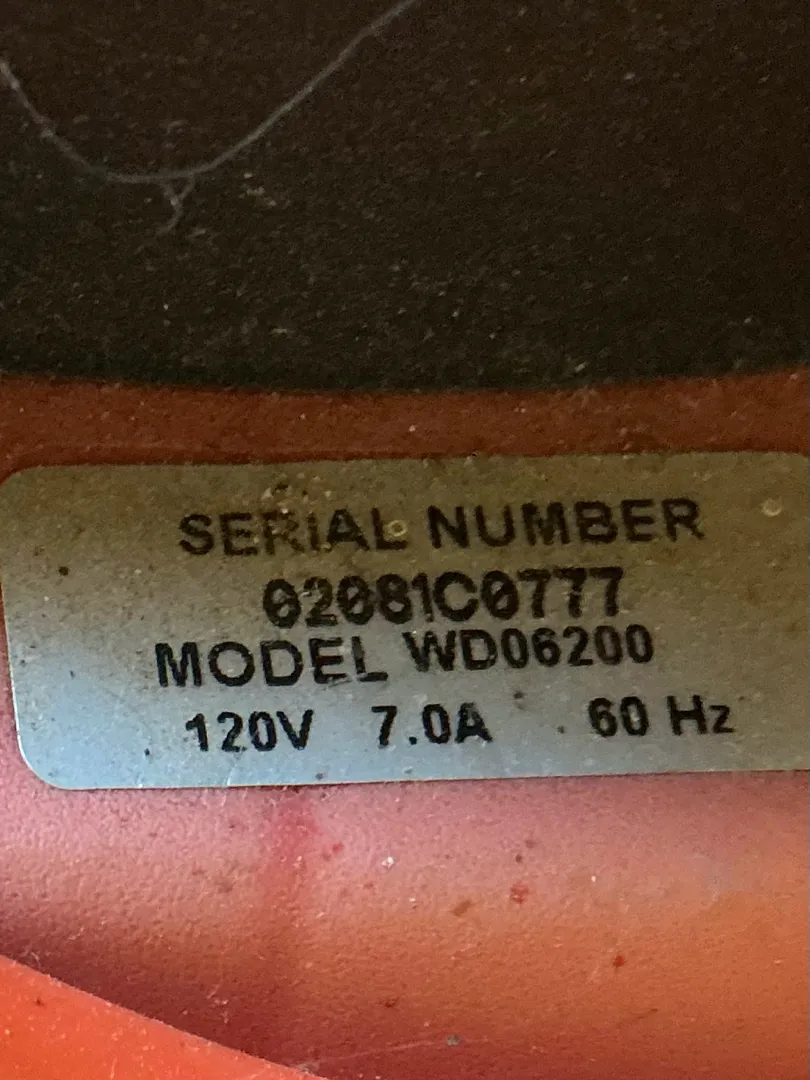 SERIAL NUMBER
02081C0777
MODEL WD06200
120V 7.0A 60 Hz